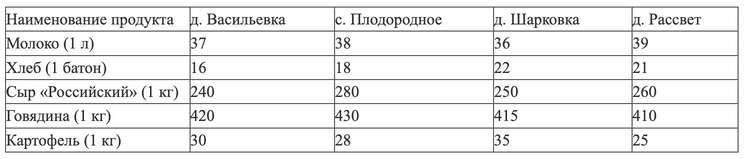 Наименование продукта д. Васильевка с. Плодородное д. Шарковка д. Рассвет
Молоко (1 л) 37 38 36 39
Хлеб (1 батон) 16 18 22 21
Сыр «Российский» (1 кг) 240 280 250 260
Говядина (1 кг) 420 430 415 410
Картофель (1 кг) 30 28 35 25